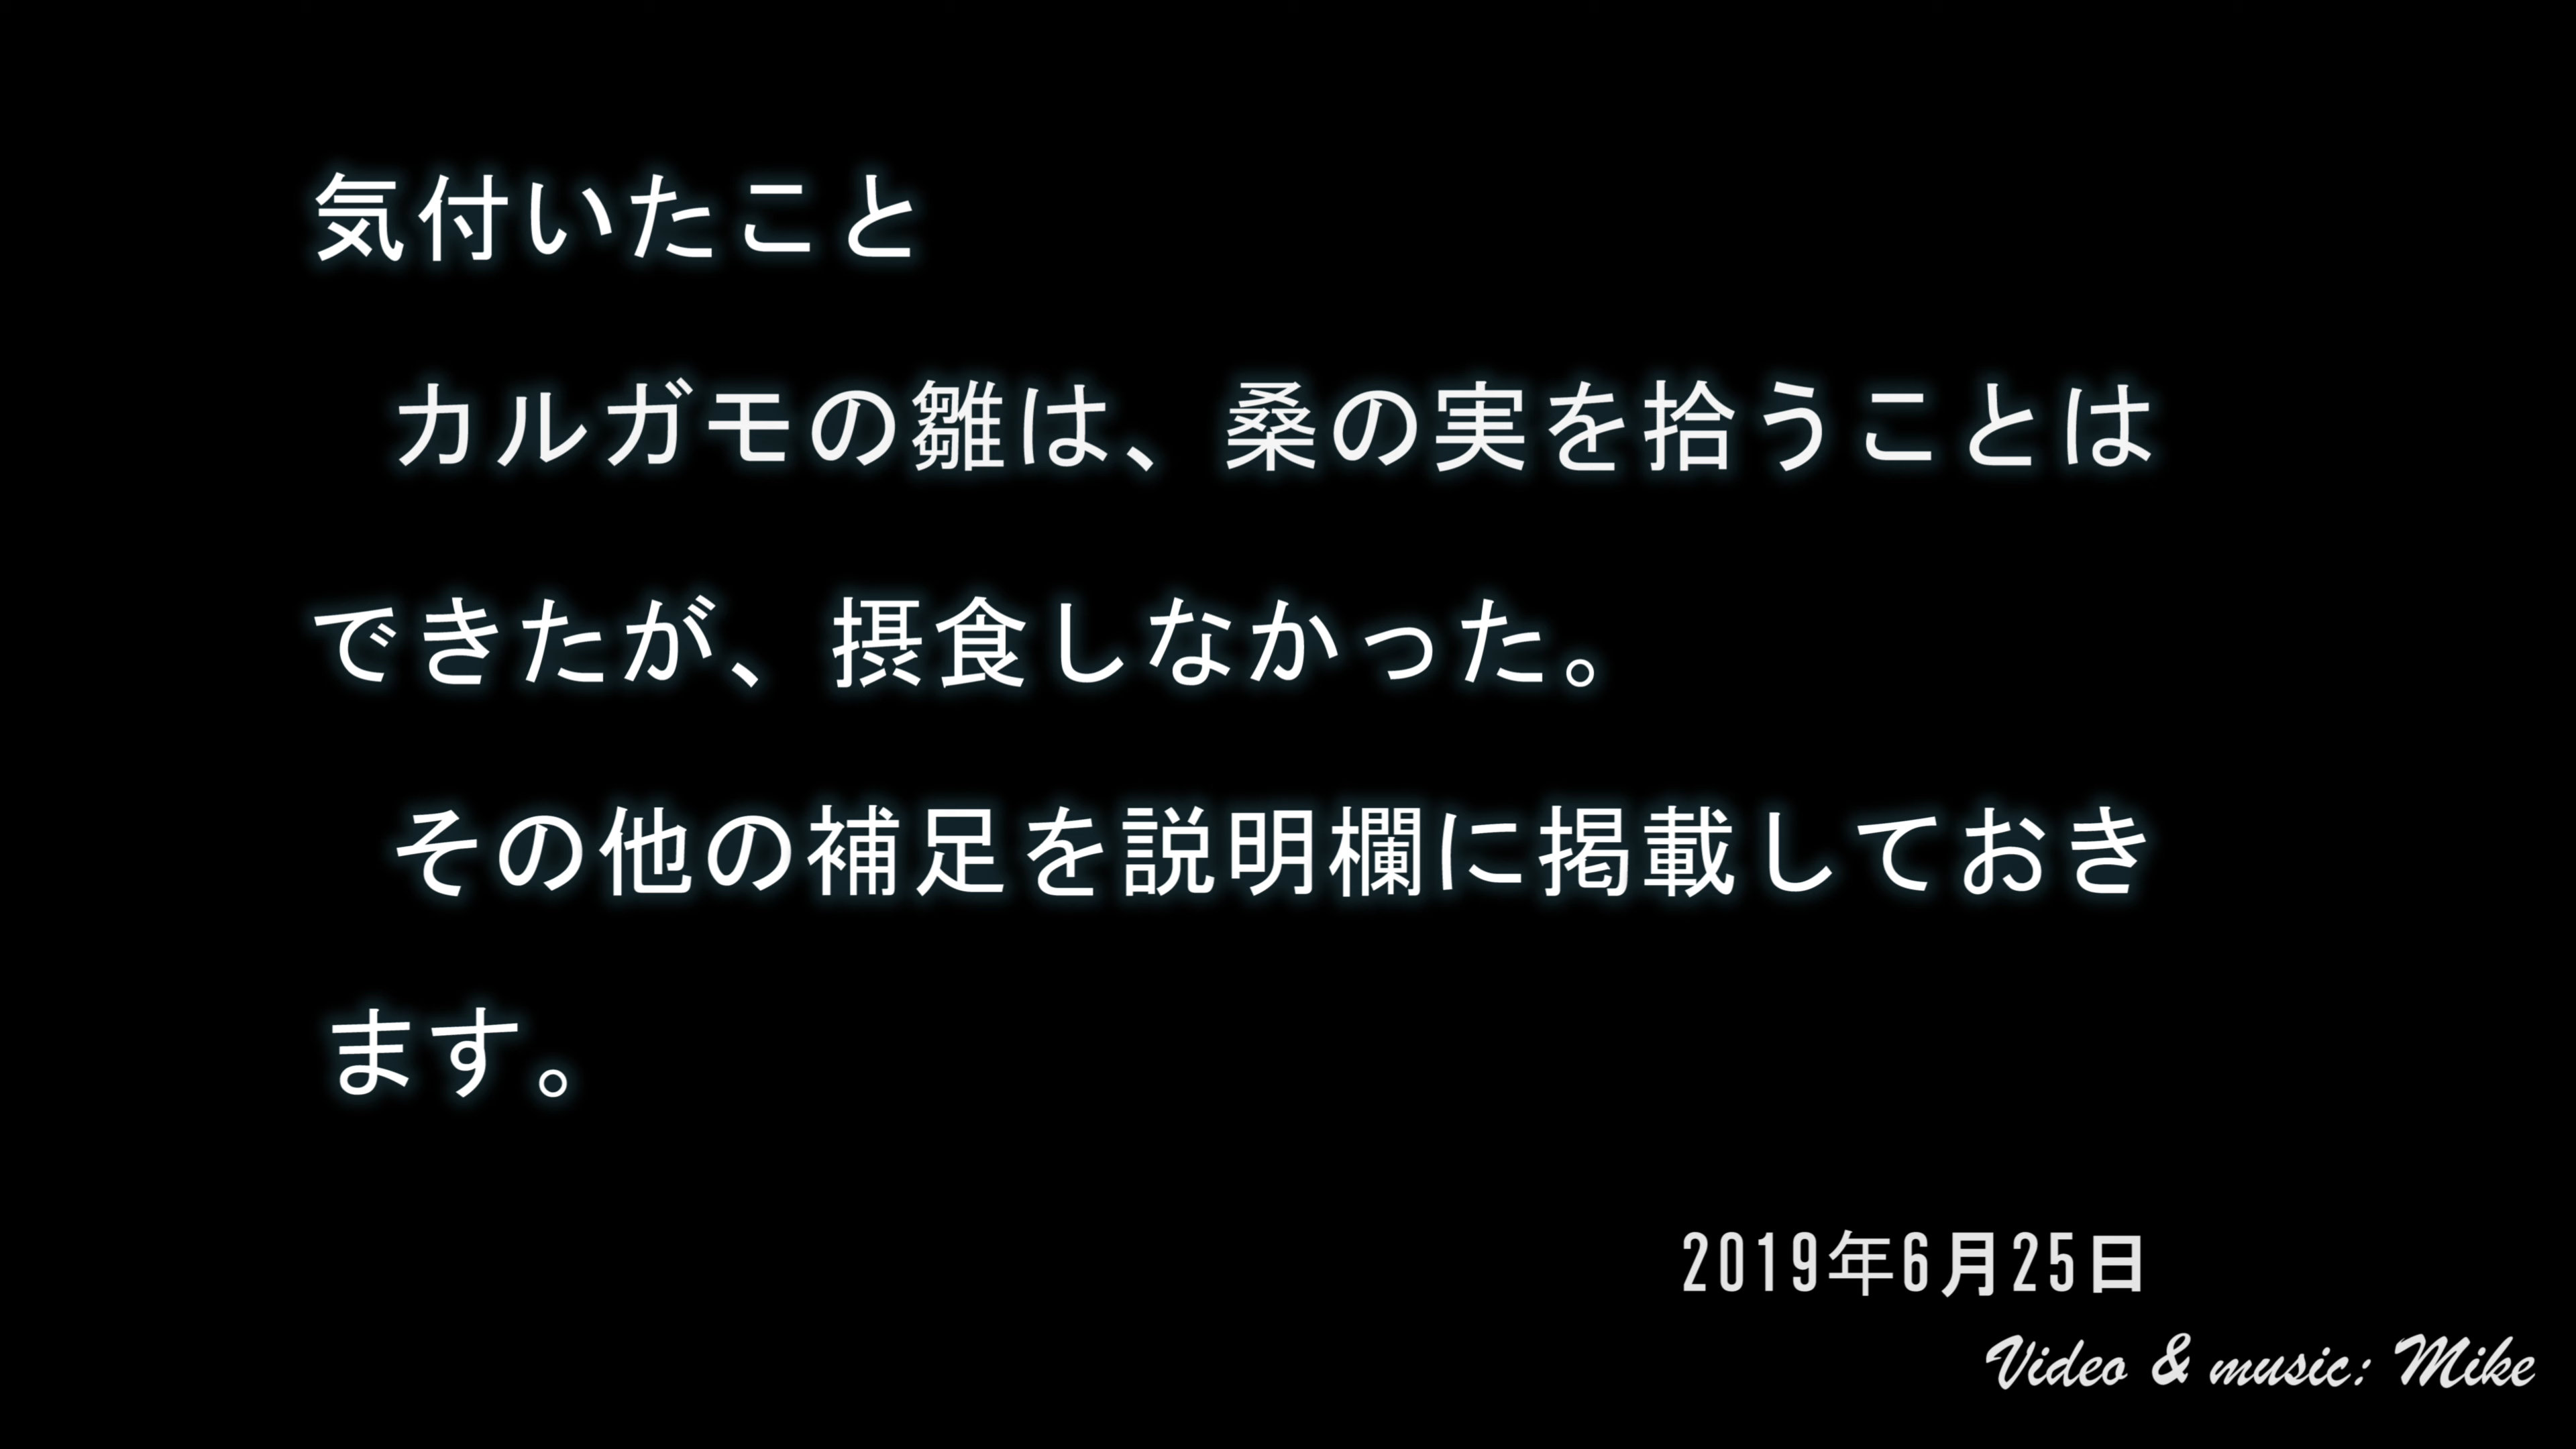 気付いたこと
カルガモの雛は、桑の実を拾うことは
できたが、摂食しなかった。
その他の補足を説明欄に掲載しておき
ます。
2019年6月25日
Video & music: Mike